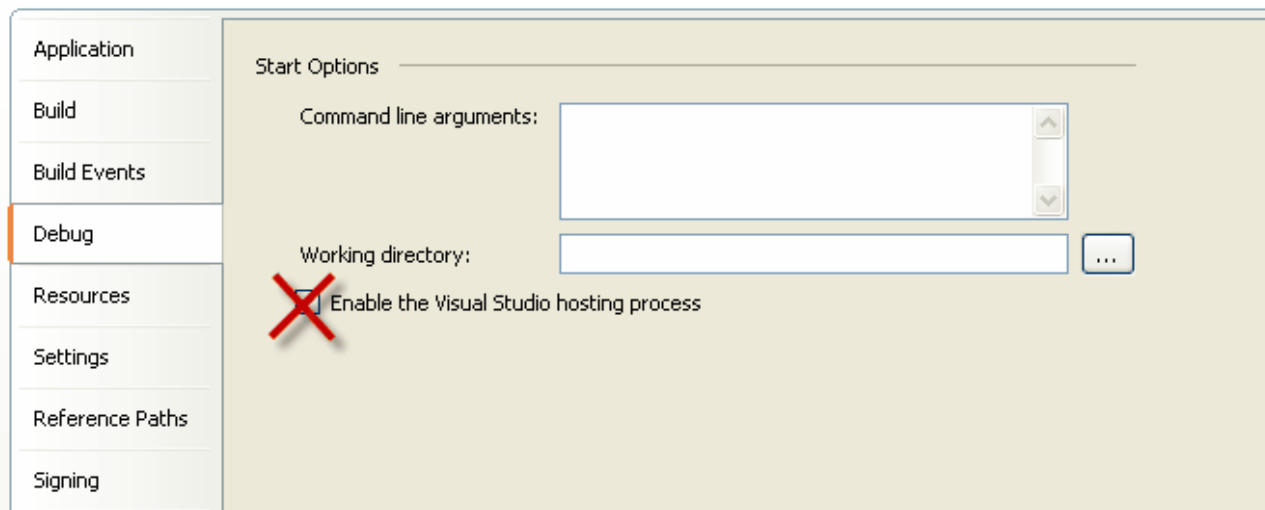 Application
Build
Build Events
Debug
Resources
Settings
Reference Paths
Signing
Start Options
Command line arguments:
Working directory:
...
Enable the Visual Studio hosting process